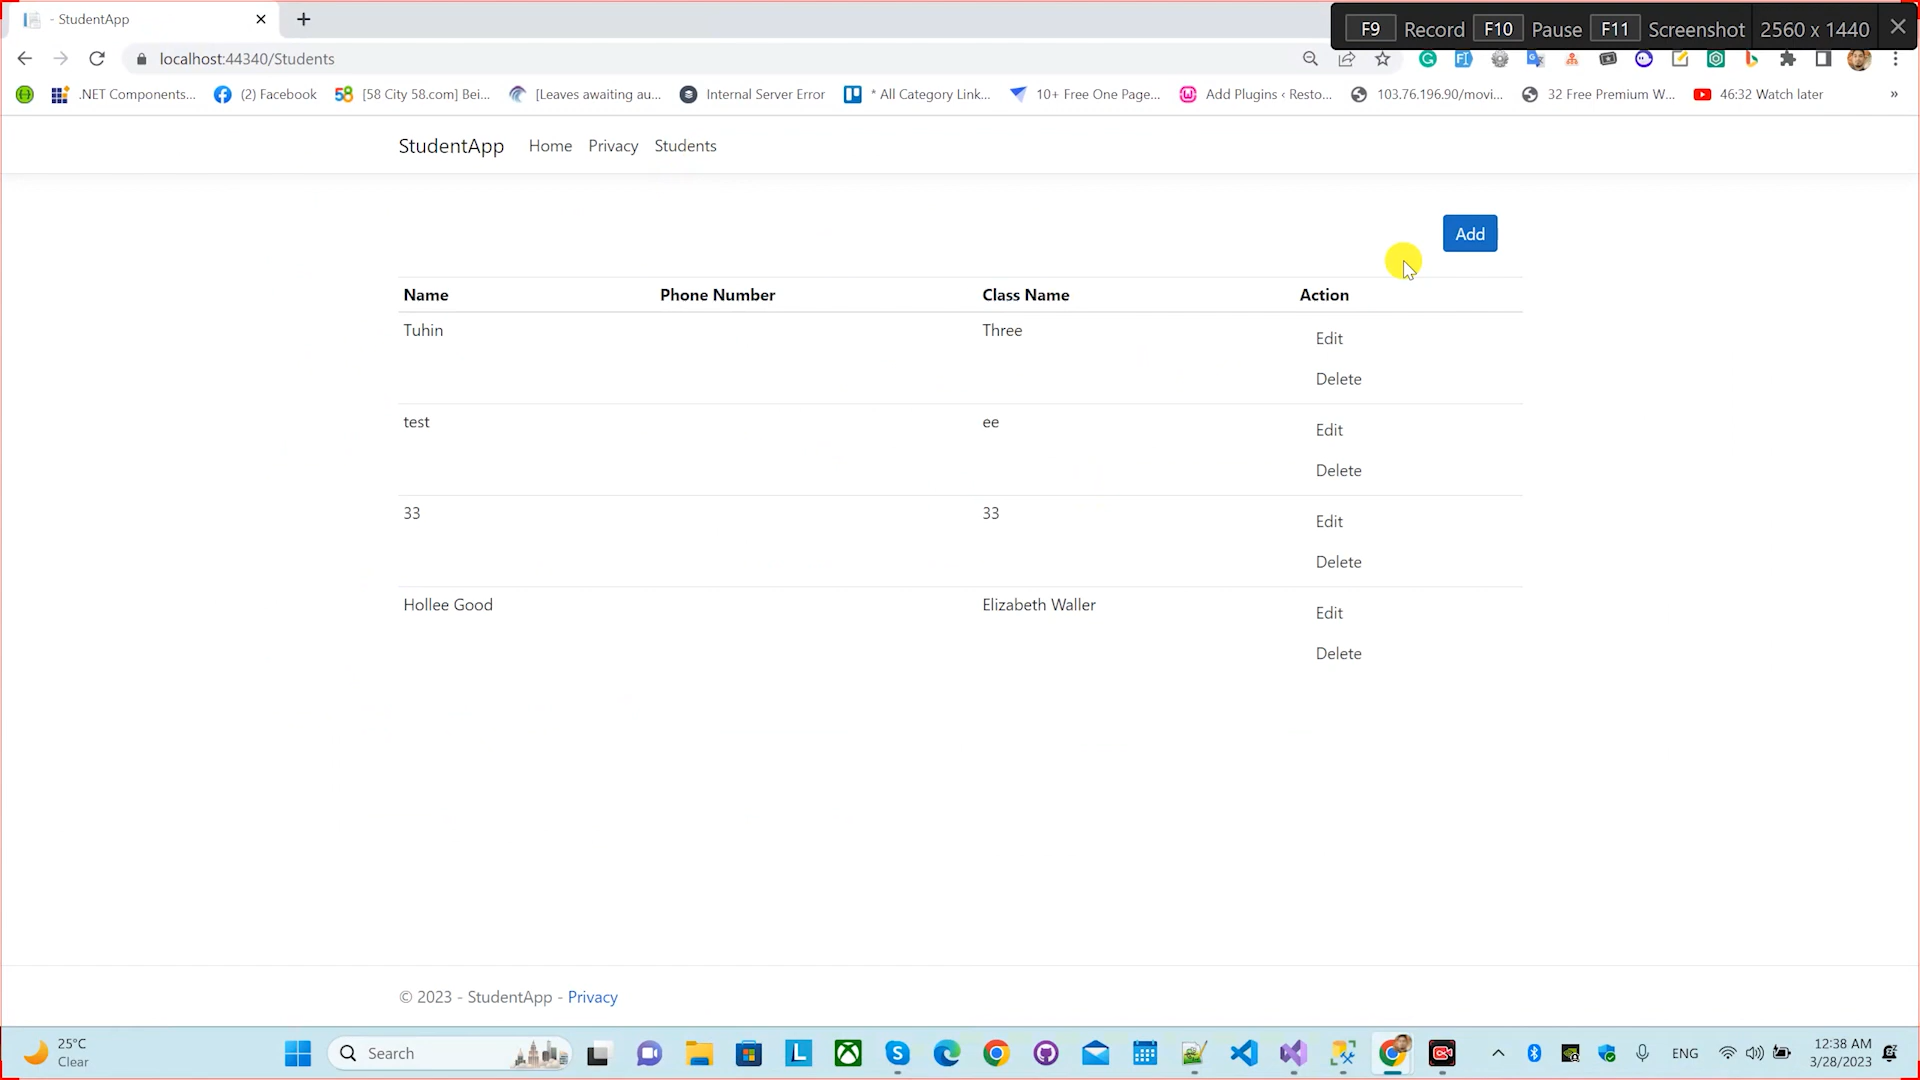 - StudentApp
F9 Record F10 Pause F11 Screenshot 2560 x 1440
localhost:44340/Students
.NET Components... (2) Facebook 58 [58 City 58.com] Bei... [Leaves awaiting au... Internal Server Error * All Category Link... 10+ Free One Page... Add Plugins ‹ Resto... 103.76.196.90/movi... 32 Free Premium W... 46:32 Watch later »
StudentApp Home Privacy Students
Add
Name Phone Number Class Name Action
Tuhin Three Edit
Delete
test ee Edit
Delete
33 33 Edit
Delete
Hollee Good Elizabeth Waller Edit
Delete
© 2023 - StudentApp - Privacy
25°C
Clear
Search
ENG
12:38 AM
3/28/2023